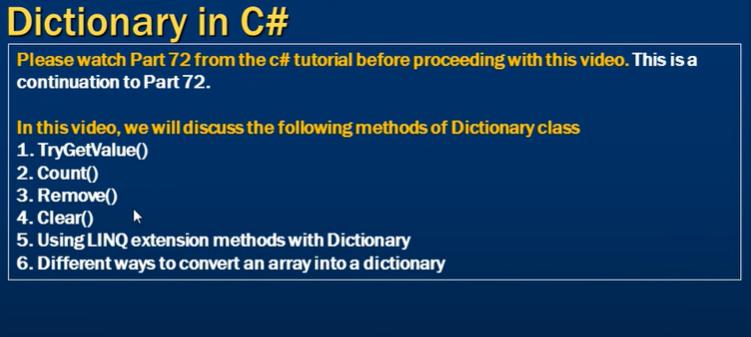 Dictionary in C#
Please watch Part 72 from the c# tutorial before proceeding with this video. This is a
continuation to Part 72.
In this video, we will discuss the following methods of Dictionary class
1. TryGetValue()
2. Count()
3. Remove()
4. Clear()
5. Using LINQ extension methods with Dictionary
6. Different ways to convert an array into a dictionary